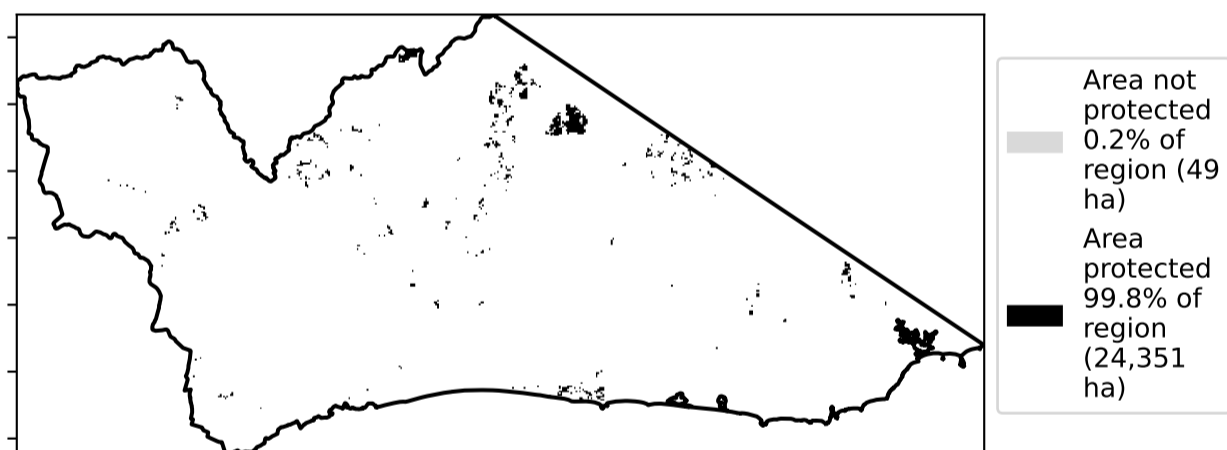 Area not
protected
0.2% of
region (49
ha)
Area
protected
99.8% of
region
(24,351
ha)